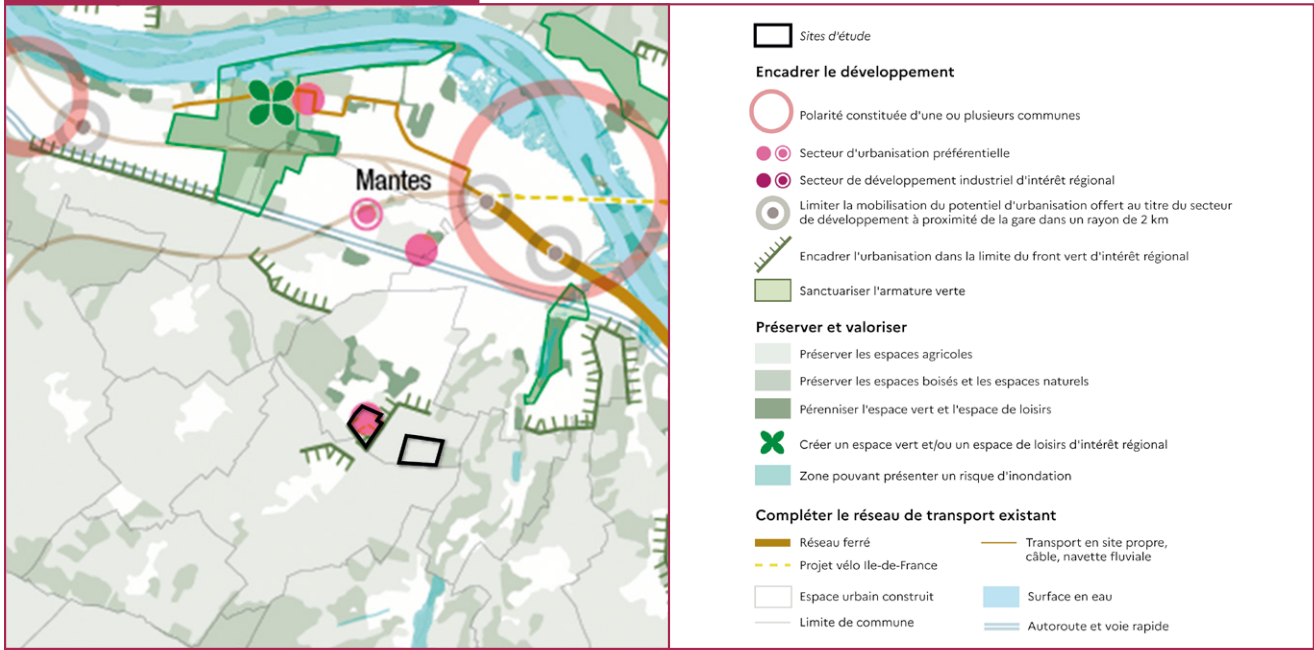 Mantes
Sites d'étude
Encadrer le développement
Polarité constituée d'une ou plusieurs communes
Secteur d'urbanisation préférentielle
Secteur de développement industriel d'intérêt régional
Limiter la mobilisation du potentiel d'urbanisation offert au titre du secteur
de développement à proximité de la gare dans un rayon de 2 km
Encadrer l'urbanisation dans la limite du front vert d'intérêt régional
Sanctuariser l'armature verte
Préserver et valoriser
Préserver les espaces agricoles
Préserver les espaces boisés et les espaces naturels
Pérenniser l'espace vert et l'espace de loisirs
Créer un espace vert et/ou un espace de loisirs d'intérêt régional
Zone pouvant présenter un risque d'inondation
Compléter le réseau de transport existant
Réseau ferré
Projet vélo Ile-de-France
Espace urbain construit
Limite de commune
Transport en site propre,
câble, navette fluviale
Surface en eau
Autoroute et voie rapide